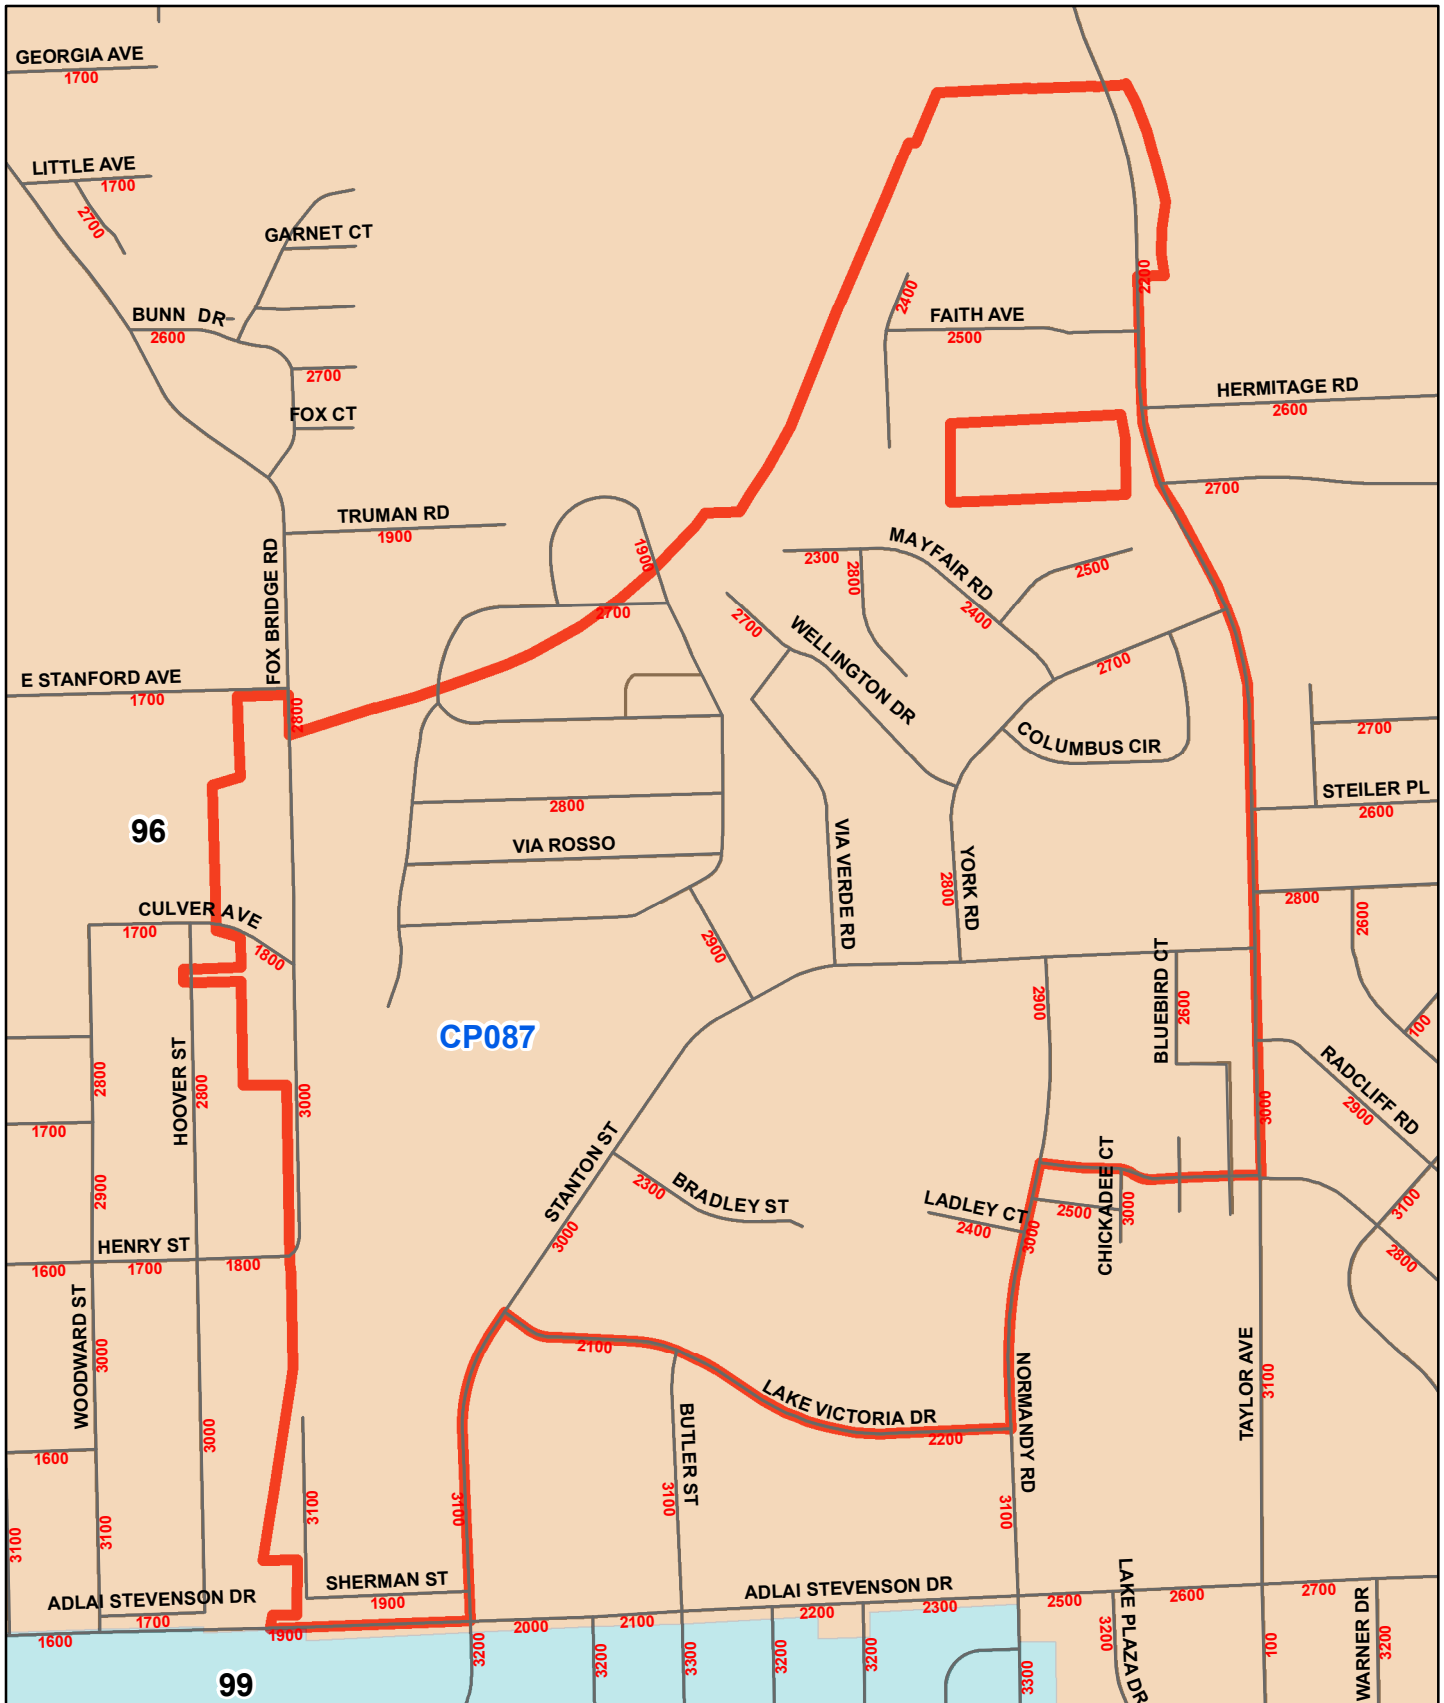 GEORGIA AVE
1700
LITTLE AVE
1700
2700
GARNET CT
BUNN DR
2600
2700
FOX CT
2400
2200
FAITH AVE
2500
HERMITAGE RD
2600
2700
TRUMAN RD
1900
FOX BRIDGE RD
1900
2700
MAYFAIR RD
2300
2800
2400
2500
2700
WELLINGTON DR
2700
COLUMBUS CIR
E STANFORD AVE
1700
2800
2700
STEILER PL
2600
96
2800
VIA ROSSO
VIA VERDE RD
YORK RD
2800
2800
2600
CULVER AVE
1700
1800
2900
2900
BLUEBIRD CT
2600
100
CP087
HOOVER ST
2800
2800
3000
3000
RADCLIFF RD
2900
1700
2900
STANTON ST
3000
2300
BRADLEY ST
LADLEY CT
2400
3000
2500
CHICKADEE CT
3000
3100
2800
HENRY ST
1600
1700
1800
WOODWARD ST
3000
3000
2100
LAKE VICTORIA DR
2200
NORMANDY RD
TAYLOR AVE
3100
1600
BUTLER ST
3100
3100
3100
3100
3100
3100
SHERMAN ST
1900
ADLAI STEVENSON DR
1700
1600
1900
2000
2100
ADLAI STEVENSON DR
2200
2300
2500
2600
2700
LAKE PLAZA DR
3200
WARNER DR
3200
100
3200
3200
3300
3200
3200
3300
99